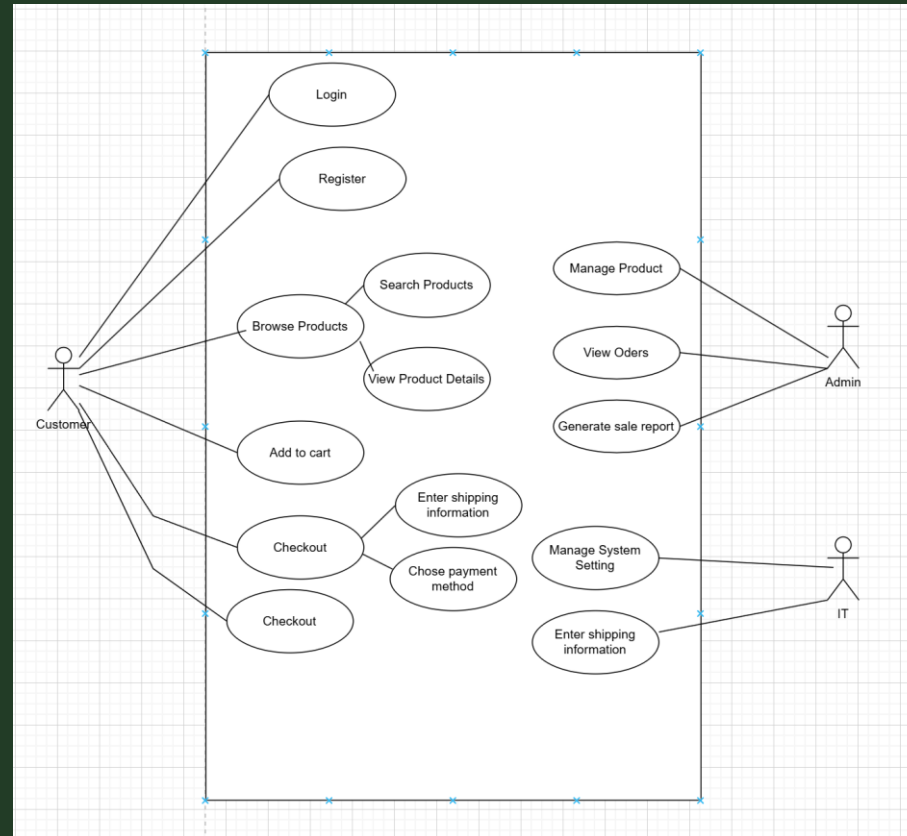 Login
Register
Search Products
Manage Product
Browse Products
View Oders
View Product Details
Admin
Customer
Generate sale report
Add to cart
Enter shipping
information
Checkout
Manage System
Setting
Chose payment
method
IT
Checkout
Enter shipping
information